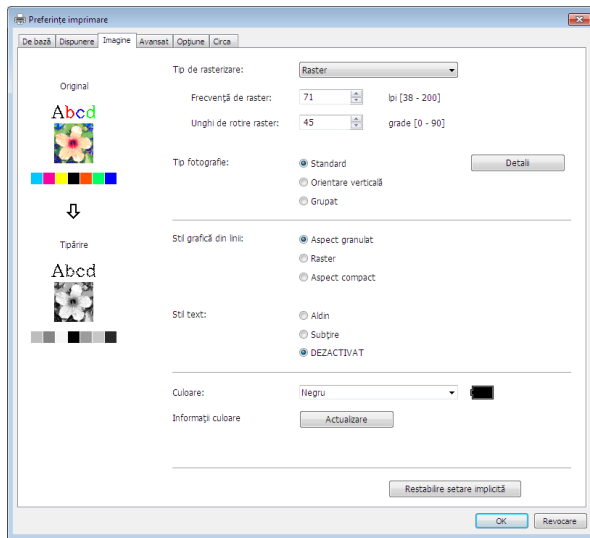 Preferințe imprimare
De bază Dispunere Imagine Avansat Opțiune Circa
Original
Abcd
Tipărire
Abcd
Tip de rasterizare: Raster
Frecvență de raster: 71 lpi [38 - 200]
Unghi de rotire raster: 45 grade [0 - 90]
Tip fotografie: Standard Detalii
Orientare verticală
Grupat
Stil grafică din linii: Aspect granulat
Raster
Aspect compact
Stil text: Aldin
Subțire
DEZACTIVAT
Culoare: Negru
Informații culoare Actualizare
Restabilire setare implicită
OK Revocare